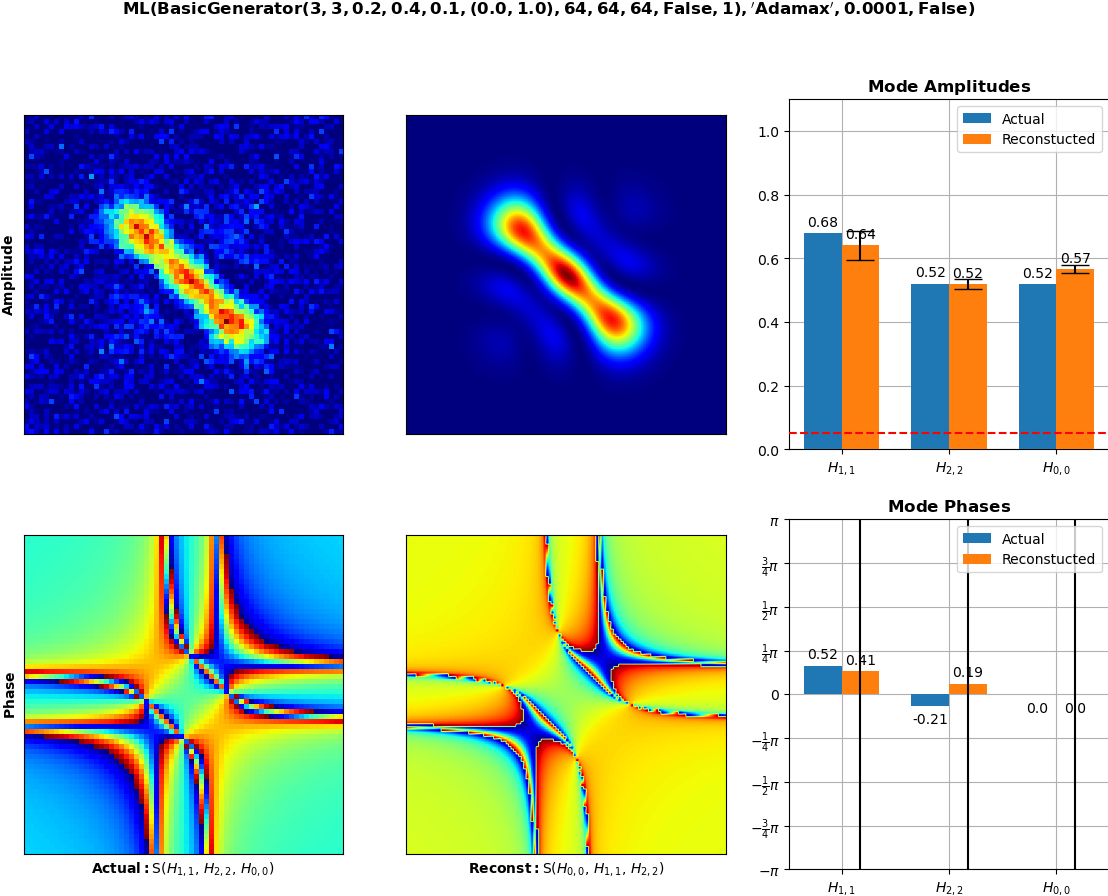 ML(BasicGenerator(3, 3, 0.2, 0.4, 0.1, (0.0, 1.0), 64, 64, 64, False, 1), 'Adamax', 0.0001, False)
Amplitude
Mode Amplitudes
Actual
Reconstucted
1.0
0.8
0.6
0.4
0.2
0.0
0.68
0.64
0.52
0.52
0.52
0.57
H1,1
H2,2
H0,0
Phase
Actual: S(H1,1, H2,2, H0,0)
Reconst: S(H0,0, H1,1, H2,2)
Mode Phases
Actual
Reconstucted
π
3/4π
1/2π
1/4π
0
−1/4π
−1/2π
−3/4π
−π
0.52
0.41
-0.21
0.19
0.0
0.0
H1,1
H2,2
H0,0